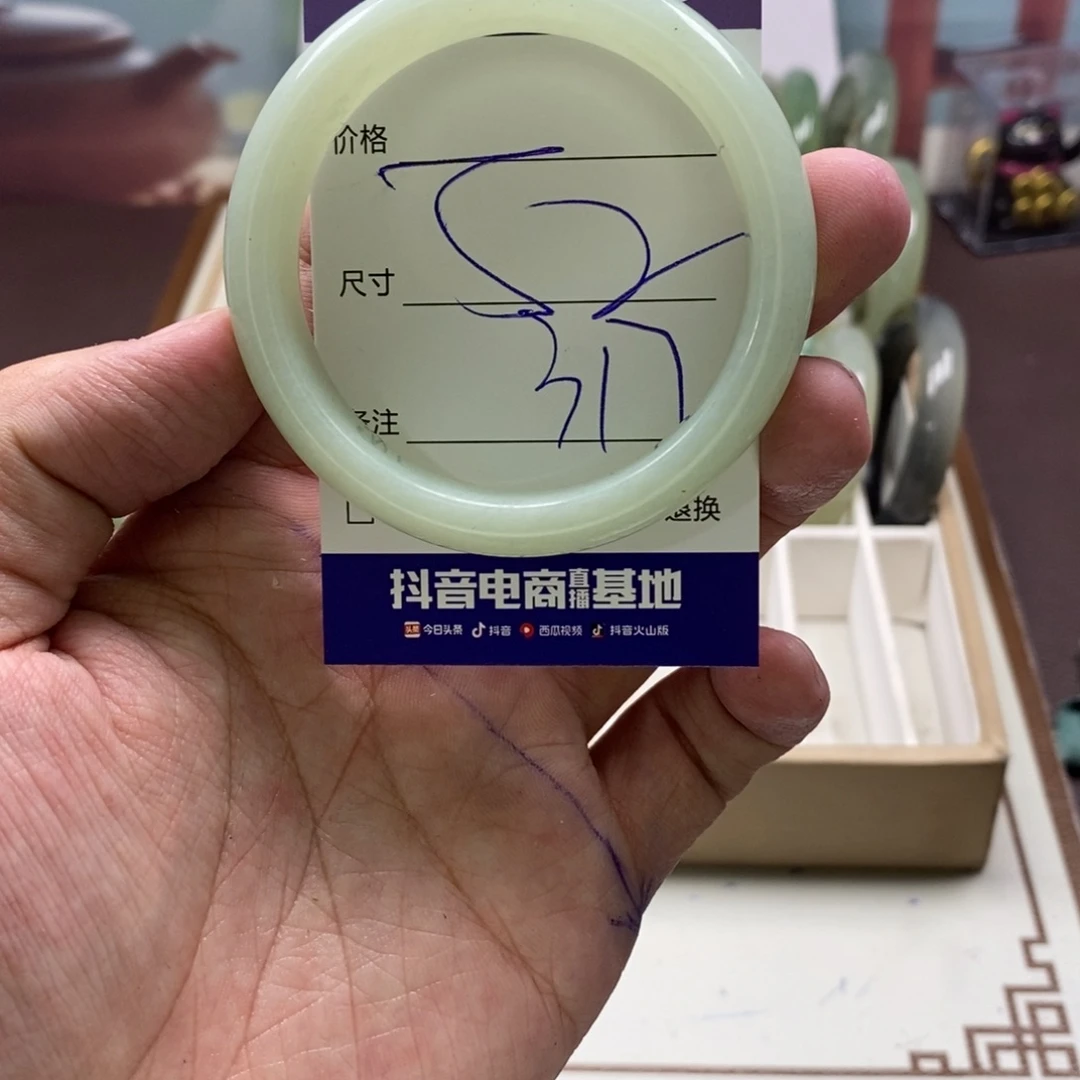 价格
尺寸
备注
退换
抖音电商直播基地
今日头条 抖音 西瓜视频 抖音火山版